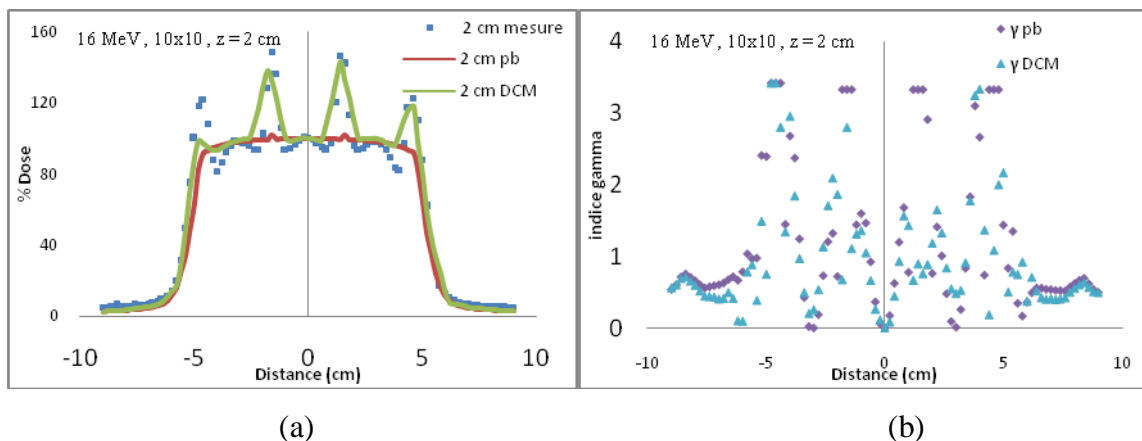 160
120
80
40
0
% Dose
16 MeV , 10x10 , z = 2 cm
2 cm mesure
2 cm pb
2 cm DCM
-10
-5
0
5
10
Distance (cm)
(a)
4
3
2
1
0
indice gamma
16 MeV , 10x10 , z = 2 cm
γ pb
γ DCM
-10
-5
0
5
10
Distance (cm)
(b)